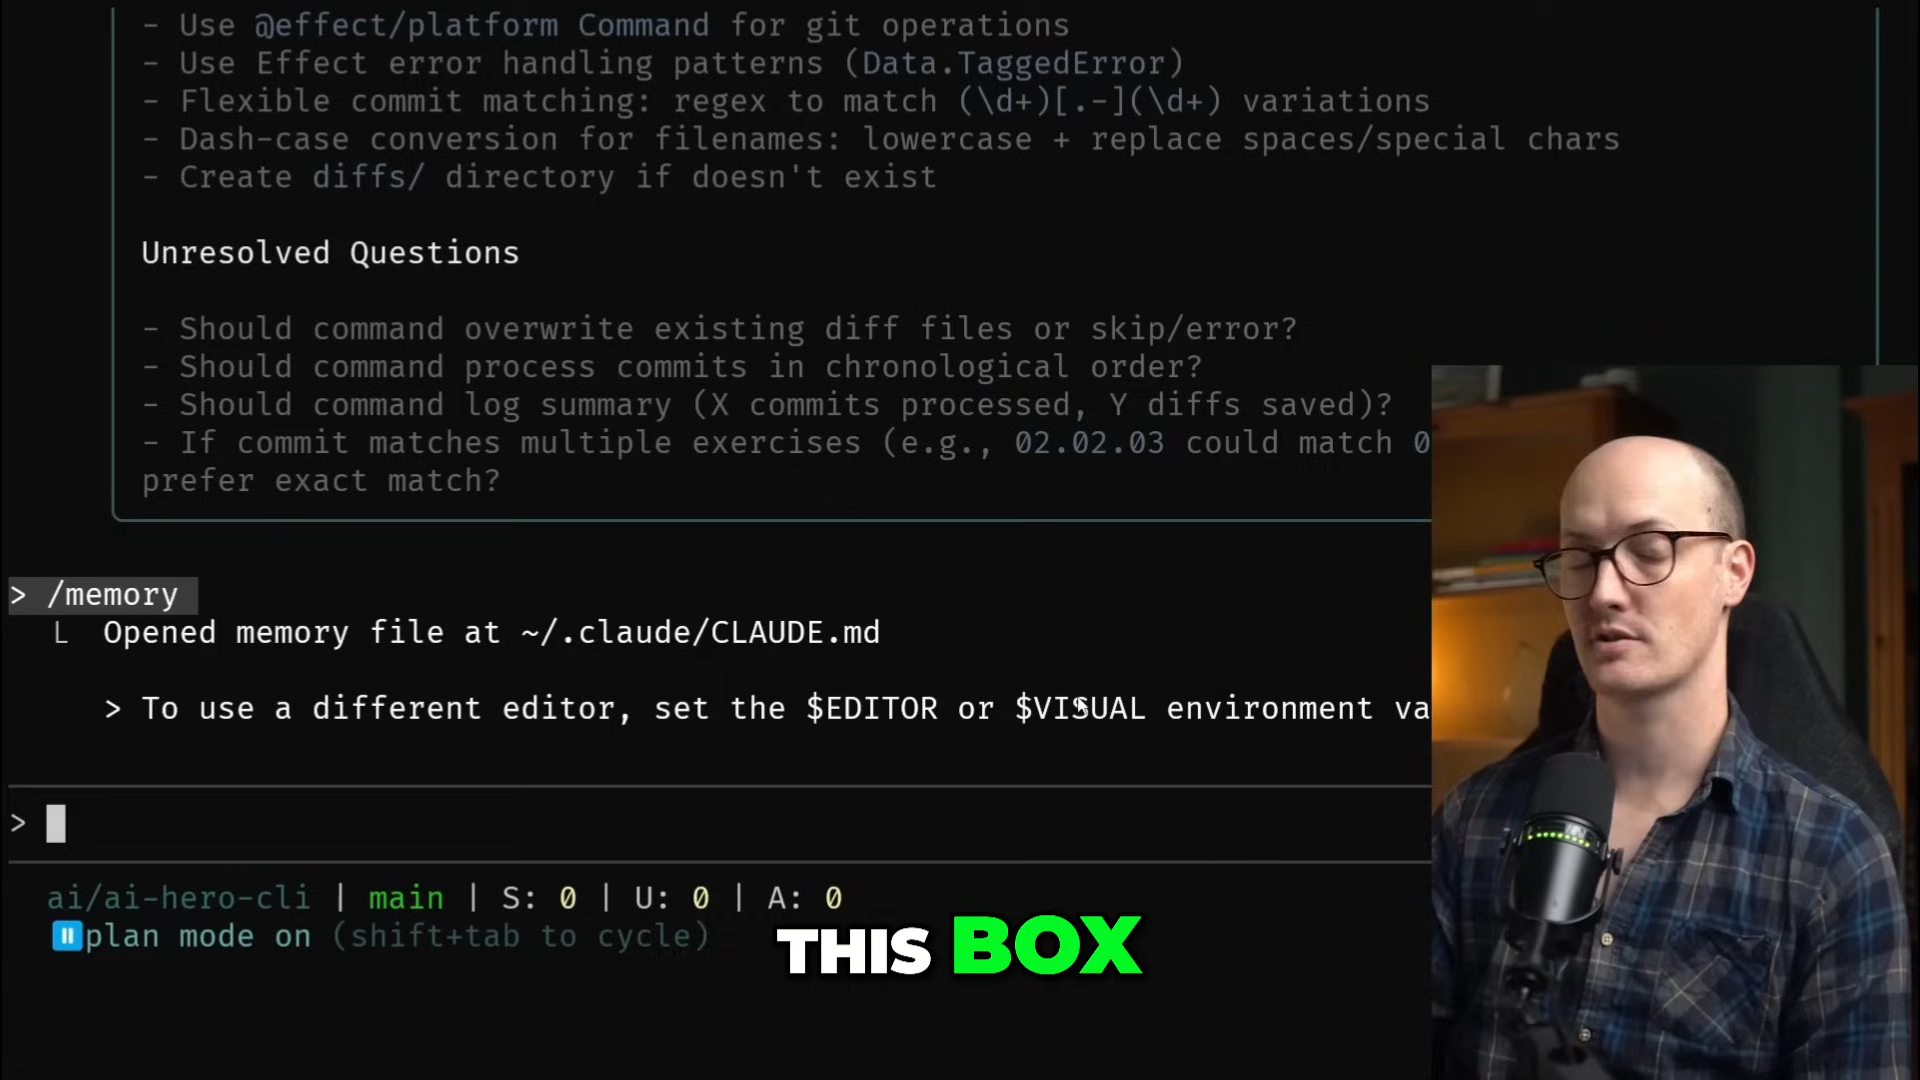 - Use @effect/platform Command for git operations
- Use Effect error handling patterns (Data.TaggedError)
- Flexible commit matching: regex to match (\d+)[.-](\d+) variations
- Dash-case conversion for filenames: lowercase + replace spaces/special chars
- Create diffs/ directory if doesn't exist
Unresolved Questions
- Should command overwrite existing diff files or skip/error?
- Should command process commits in chronological order?
- Should command log summary (X commits processed, Y diffs saved)?
- If commit matches multiple exercises (e.g., 02.02.03 could match 0
prefer exact match?
> /memory
L Opened memory file at ~/.claude/CLAUDE.md
> To use a different editor, set the $EDITOR or $VISUAL environment va
>
ai/ai-hero-cli | main | S: 0 | U: 0 | A: 0
⏸plan mode on (shift+tab to cycle)
THIS BOX